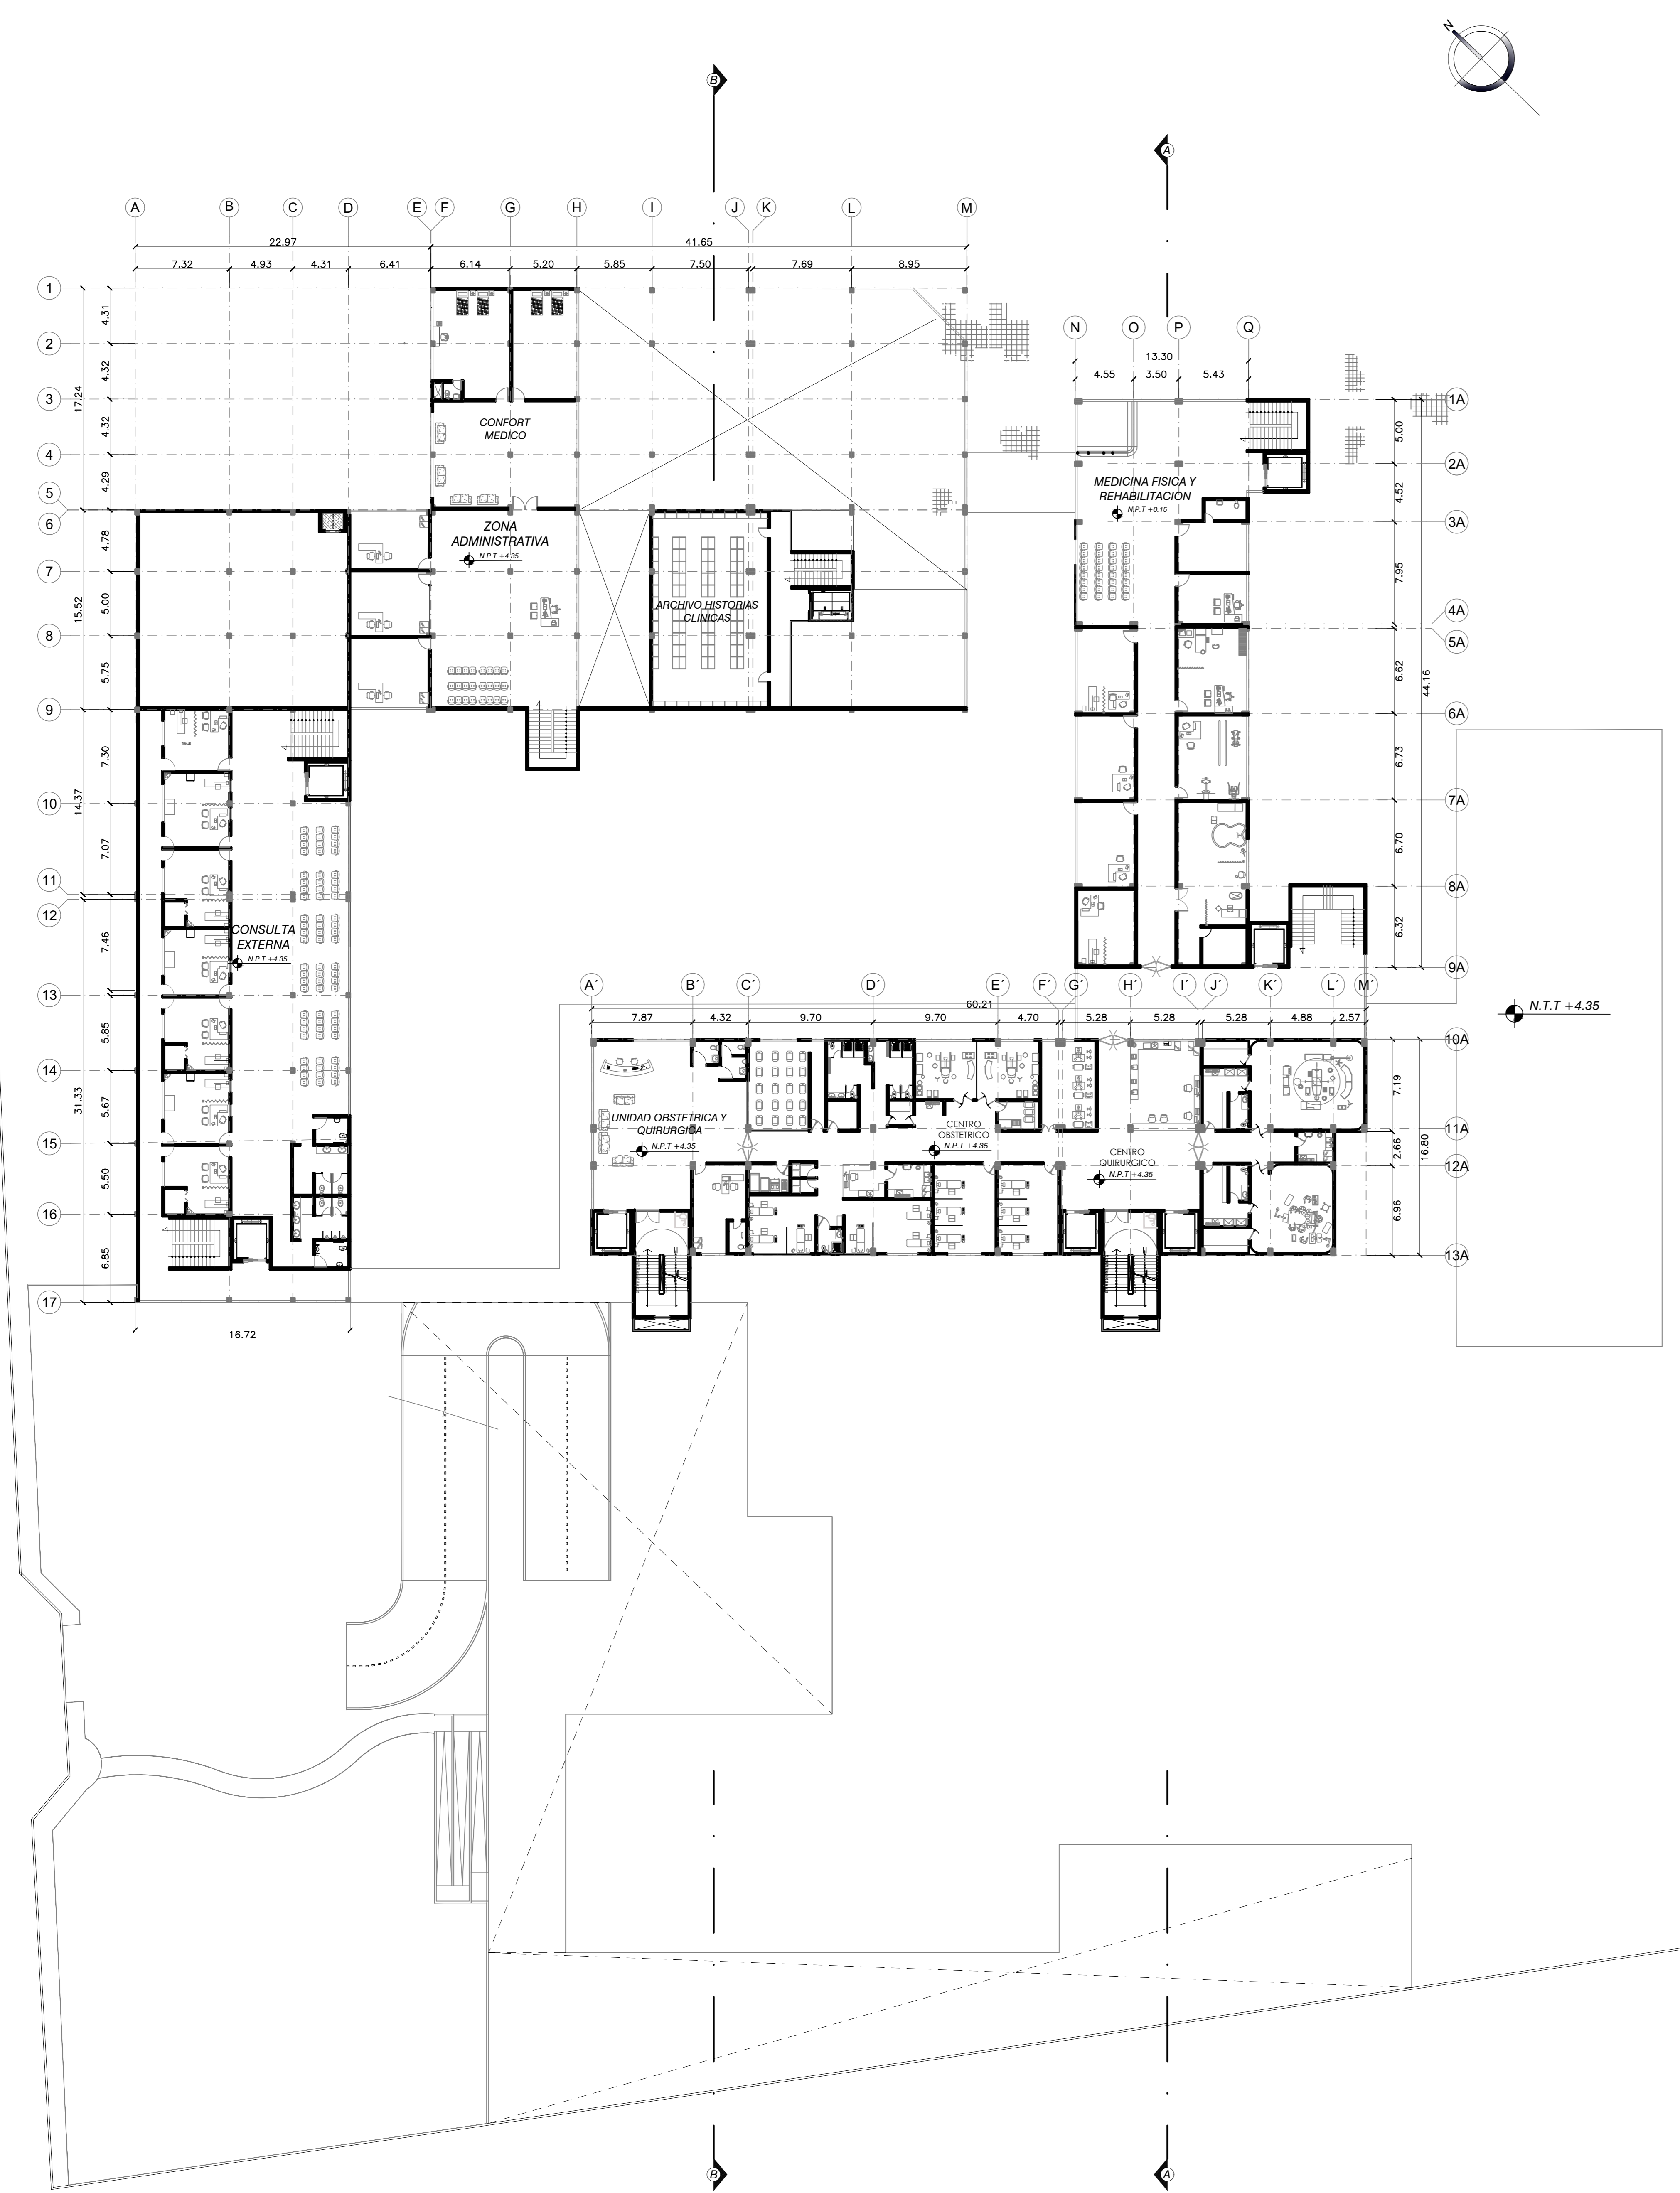 N
B
A
A B C D E F G H I J K L M
22.97 41.65
7.32 4.93 4.31 6.41 6.14 5.20 5.85 7.50 7.69 8.95
1
2
3
4
5
6
7
8
9
10
11
12
13
14
15
16
17
4.31
4.32
4.32
4.29
4.78
5.00
5.75
7.30
7.07
7.46
5.85
5.67
5.50
6.85
17.24
15.52
14.37
31.33
16.72
CONFORT
MEDICO
ZONA
ADMINISTRATIVA
N.P.T +4.35
ARCHIVO HISTORIAS
CLINICAS
CONSULTA
EXTERNA
N.P.T +4.35
N O P Q
13.30
4.55 3.50 5.43
1A
2A
3A
4A
5A
6A
7A
8A
9A
5.00
4.52
7.95
6.62
6.73
6.70
6.32
44.16
MEDICINA FISICA Y
REHABILITACION
N.P.T +0.15
A´ B´ C´ D´ E´ F´ G´ H´ I´ J´ K´ L´ M´
60.21
7.87 4.32 9.70 9.70 4.70 5.28 5.28 5.28 4.88 2.57
10A
11A
12A
13A
7.19
2.66
6.96
16.80
UNIDAD OBSTETRICA Y
QUIRURGICA
N.P.T +4.35
CENTRO
OBSTETRICO
N.P.T +4.35
CENTRO
QUIRURGICO
N.P.T +4.35
N.T.T +4.35
B
A